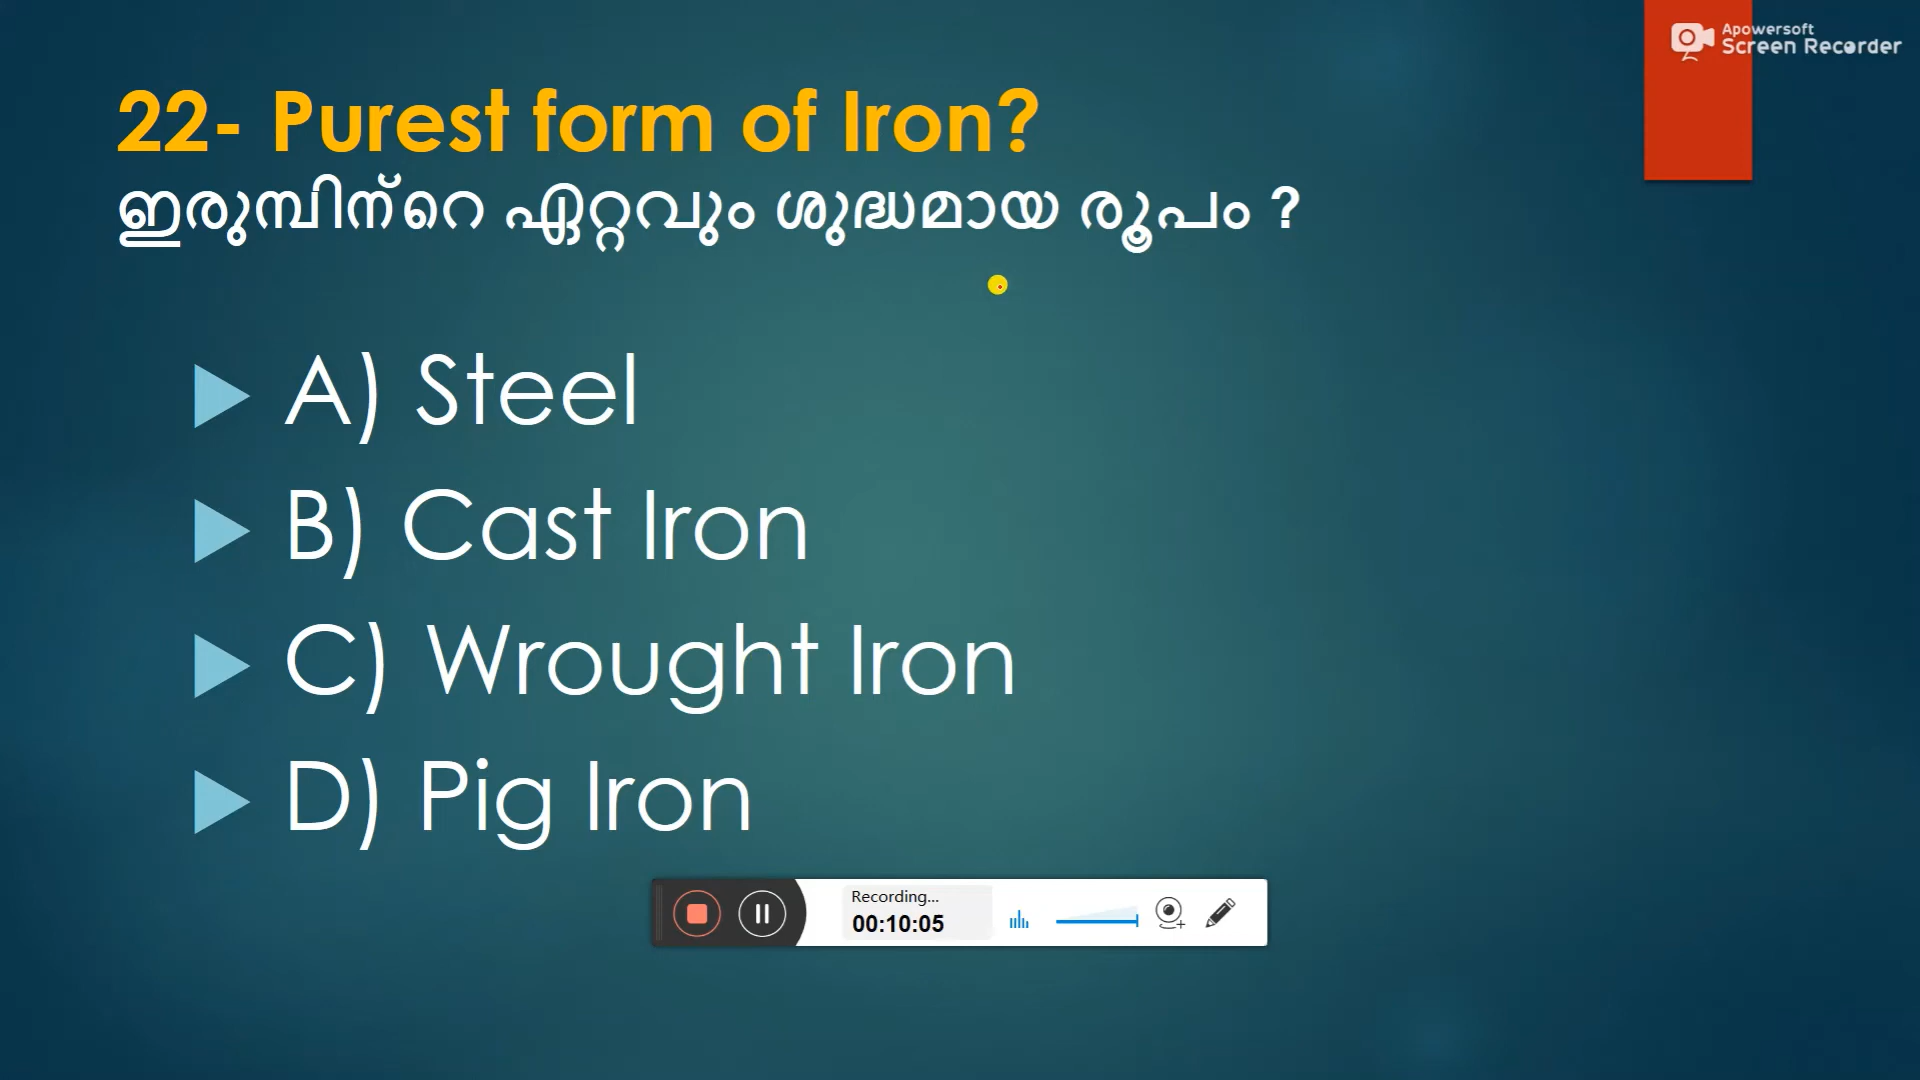 Apowersoft
Screen Recorder
22- Purest form of Iron?
ഇരുമ്പിന്റെ ഏറ്റവും ശുദ്ധമായ രൂപം ?
A) Steel
B) Cast Iron
C) Wrought Iron
D) Pig Iron
Recording...
00:10:05